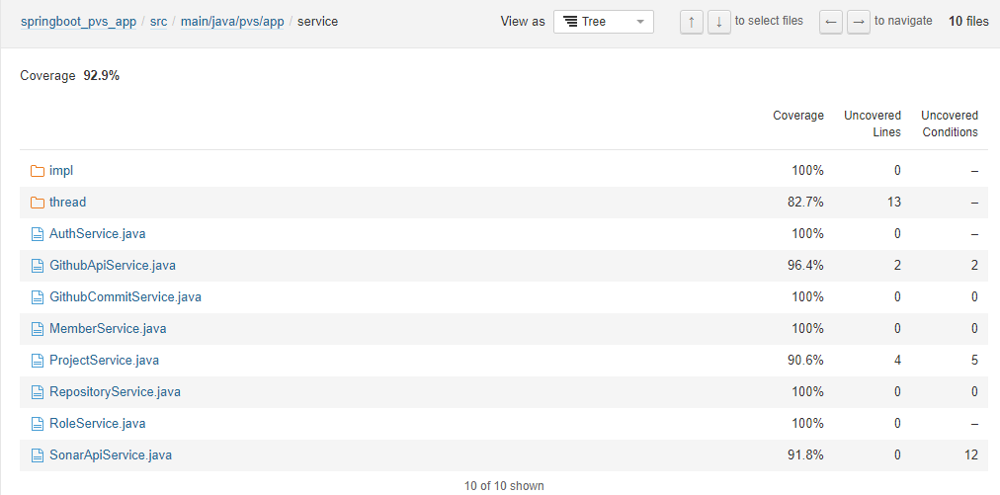 springboot_pvs_app / src / main/java/pvs/app / service View as Tree ↑ ↓ to select files ← → to navigate 10 files
Coverage 92.9%
Coverage Uncovered Lines Uncovered Conditions
impl 100% 0 –
thread 82.7% 13 –
AuthService.java 100% 0 –
GithubApiService.java 96.4% 2 2
GithubCommitService.java 100% 0 0
MemberService.java 100% 0 0
ProjectService.java 90.6% 4 5
RepositoryService.java 100% 0 0
RoleService.java 100% 0 –
SonarApiService.java 91.8% 0 12
10 of 10 shown